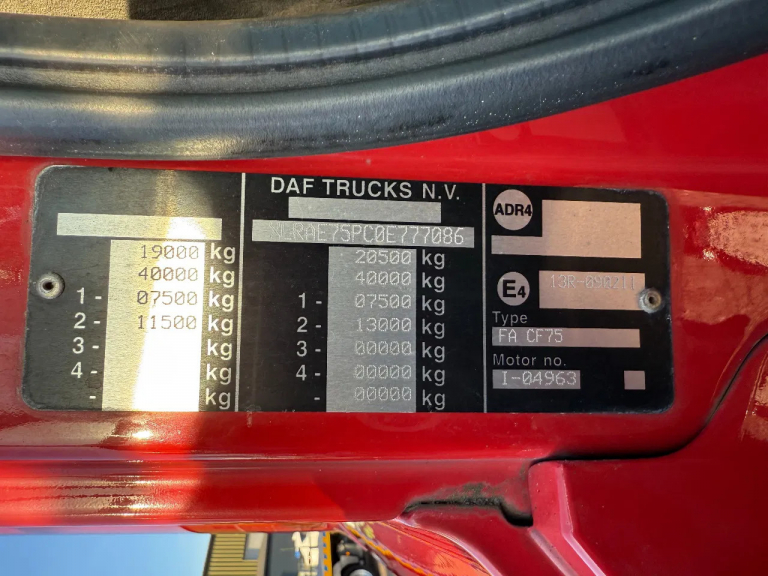 19000 kg
40000 kg
1 - 07500 kg
2 - 11500 kg
3 - kg
4 - kg
- kg
DAF TRUCKS N.V.
XLRAE75PC0E777086
20500 kg
40000 kg
1 - 07500 kg
2 - 13000 kg
3 - 00000 kg
4 - 00000 kg
- 00000 kg
ADR4
E4 13R-090211
Type
FA CF75
Motor no.
I-04963